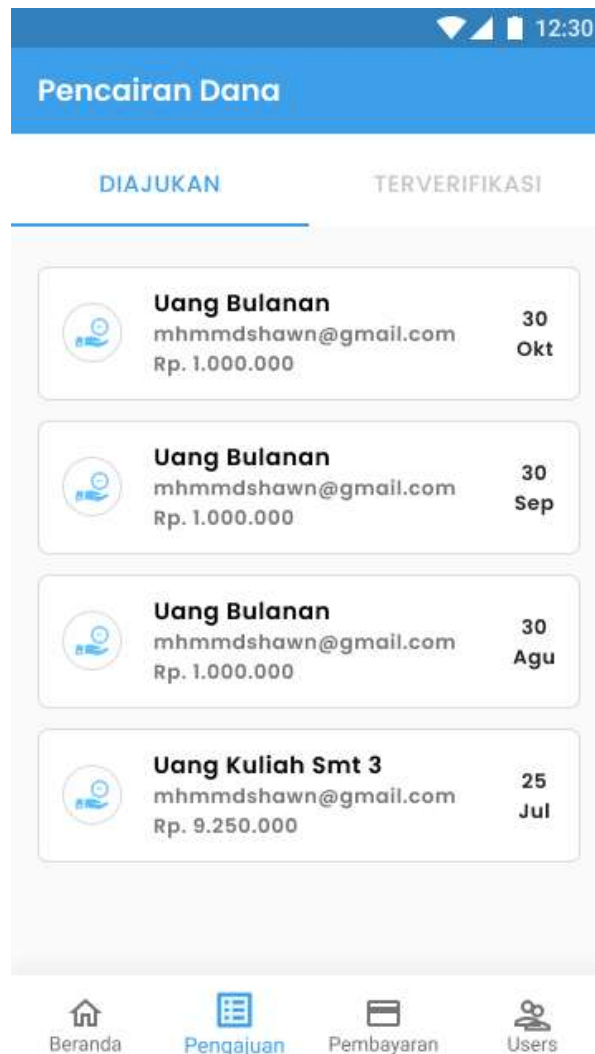 12:30
Pencairan Dana
DIAJUKAN
TERVERIFIKASI
Uang Bulanan
mhmmdshawn@gmail.com
Rp. 1.000.000
30
Okt
Uang Bulanan
mhmmdshawn@gmail.com
Rp. 1.000.000
30
Sep
Uang Bulanan
mhmmdshawn@gmail.com
Rp. 1.000.000
30
Agu
Uang Kuliah Smt 3
mhmmdshawn@gmail.com
Rp. 9.250.000
25
Jul
Beranda
Pengajuan
Pembayaran
Users